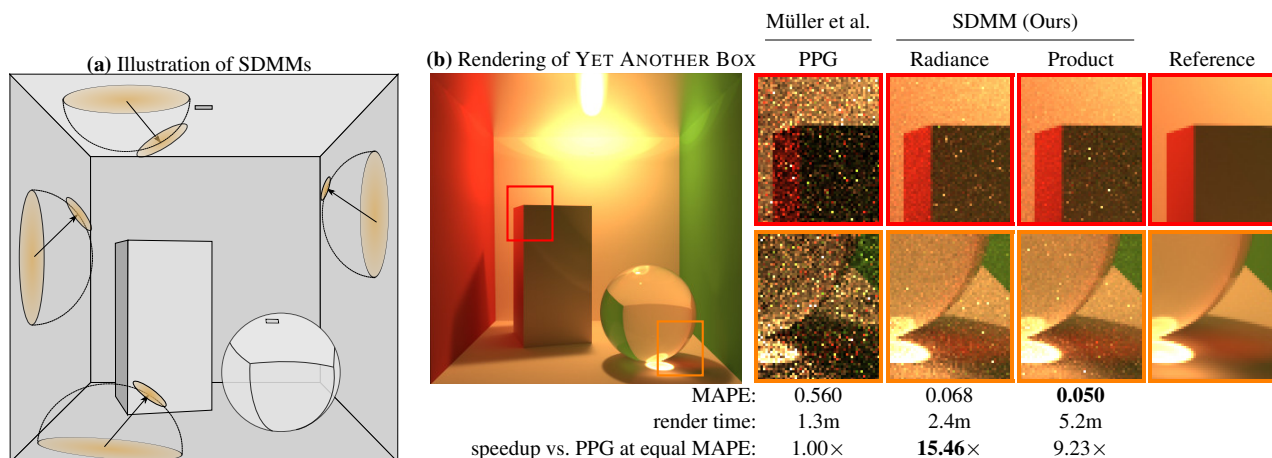 (a) Illustration of SDMMs
(b) Rendering of YET ANOTHER BOX
Müller et al.
SDMM (Ours)
PPG
Radiance
Product
Reference
MAPE: 0.560 0.068 0.050
render time: 1.3m 2.4m 5.2m
speedup vs. PPG at equal MAPE: 1.00× 15.46× 9.23×